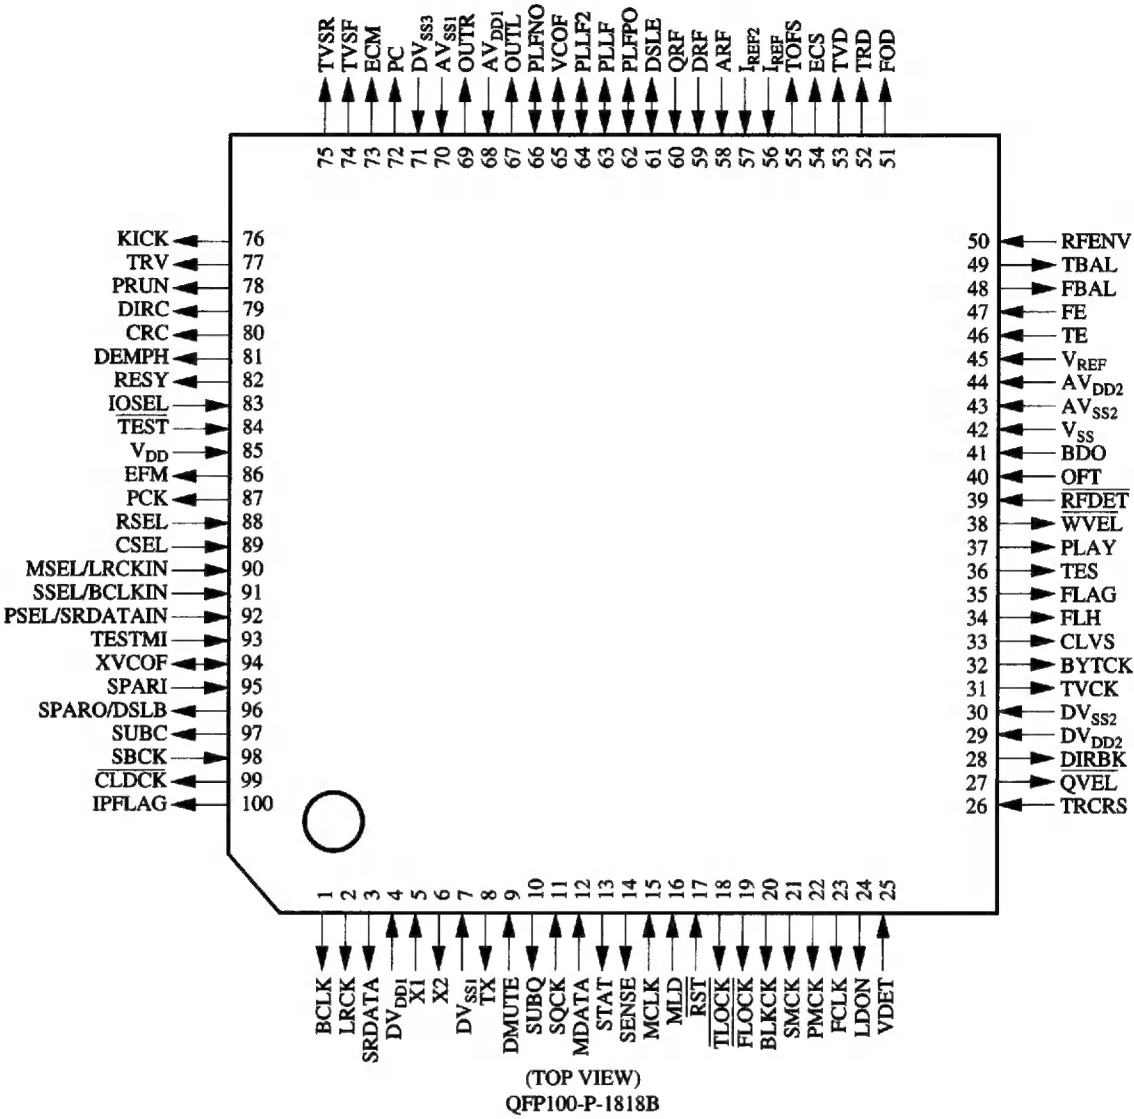 TVSR
TVSF
ECM
PC
DVSS3
AVSS1
OUTR
AVDD1
OUTL
PLFNO
VCOF
PLLF2
PLLF
PLFPO
DSLE
QRF
DRF
ARF
IREF2
IREF
TOFS
ECS
TVD
TRD
FOD
75 74 73 72 71 70 69 68 67 66 65 64 63 62 61 60 59 58 57 56 55 54 53 52 51
KICK 76
TRV 77
PRUN 78
DIRC 79
CRC 80
DEMPH 81
RESY 82
IOSEL 83
TEST 84
VDD 85
EFM 86
PCK 87
RSEL 88
CSEL 89
MSEL/LRCKIN 90
SSEL/BCLKIN 91
PSEL/SRDATAIN 92
TESTMI 93
XVCOF 94
SPARI 95
SPARO/DSLB 96
SUBC 97
SBCK 98
CLDCK 99
IPFLAG 100
50 RFENV
49 TBAL
48 FBAL
47 FE
46 TE
45 VREF
44 AVDD2
43 AVSS2
42 VSS
41 BDO
40 OFT
39 RFDET
38 WVEL
37 PLAY
36 TES
35 FLAG
34 FLH
33 CLVS
32 BYTCK
31 TVCK
30 DVSS2
29 DVDD2
28 DIRBK
27 QVEL
26 TRCRS
1 2 3 4 5 6 7 8 9 10 11 12 13 14 15 16 17 18 19 20 21 22 23 24 25
BCLK
LRCK
SRDATA
DVDD1
X1
X2
DVSS1
TX
DMUTE
SUBQ
SQCK
MDATA
STAT
SENSE
MCLK
MLD
RST
TLOCK
FLOCK
BLKCK
SMCK
PMCK
FCLK
LDON
VDET
(TOP VIEW)
QFP100-P-1818B